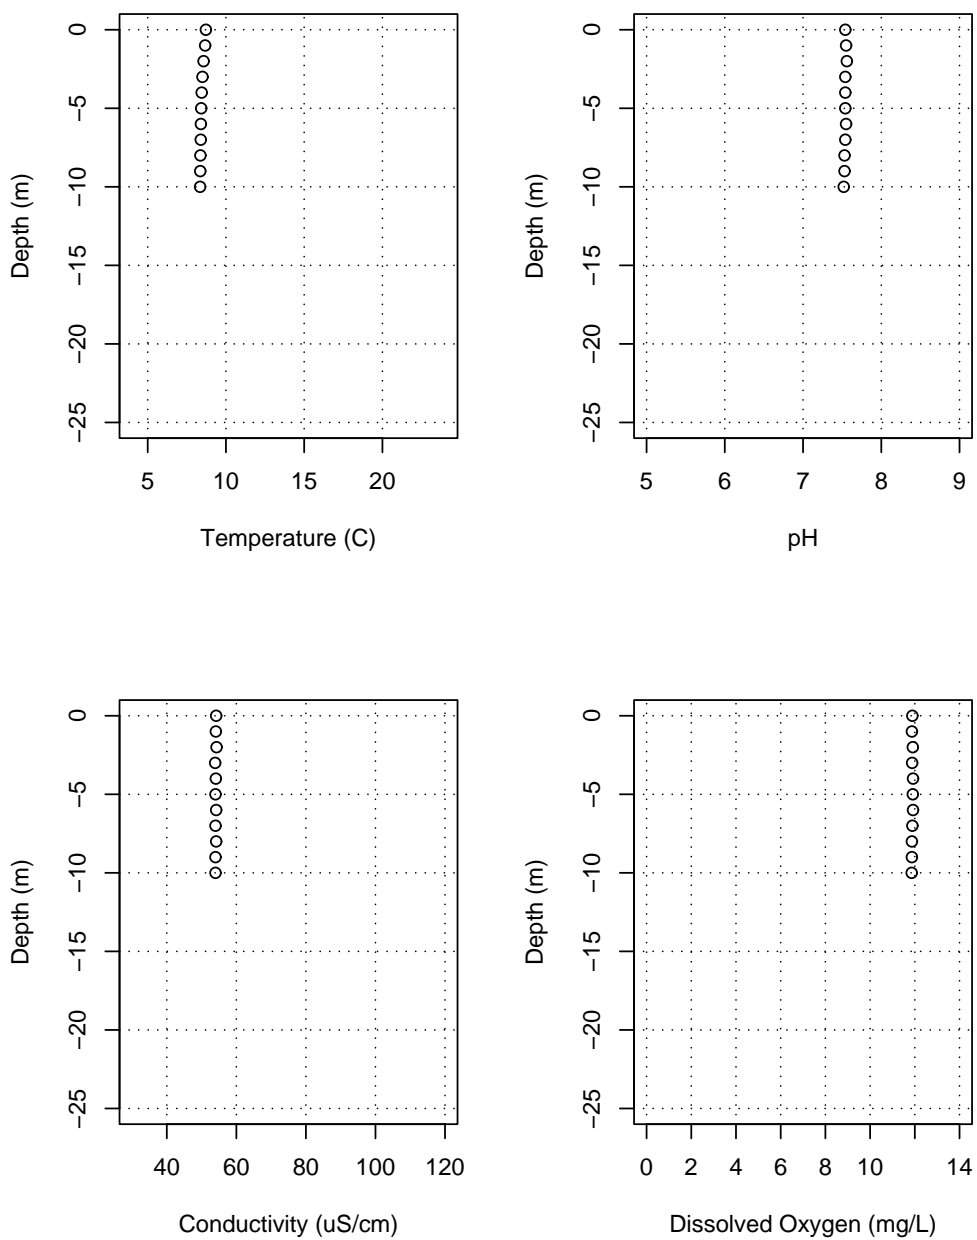 0
−5
−10
−15
−20
−25
Depth (m)
5 10 15 20
Temperature (C)
0
−5
−10
−15
−20
−25
Depth (m)
5 6 7 8 9
pH
0
−5
−10
−15
−20
−25
Depth (m)
40 60 80 100 120
Conductivity (uS/cm)
0
−5
−10
−15
−20
−25
Depth (m)
0 2 4 6 8 10 14
Dissolved Oxygen (mg/L)